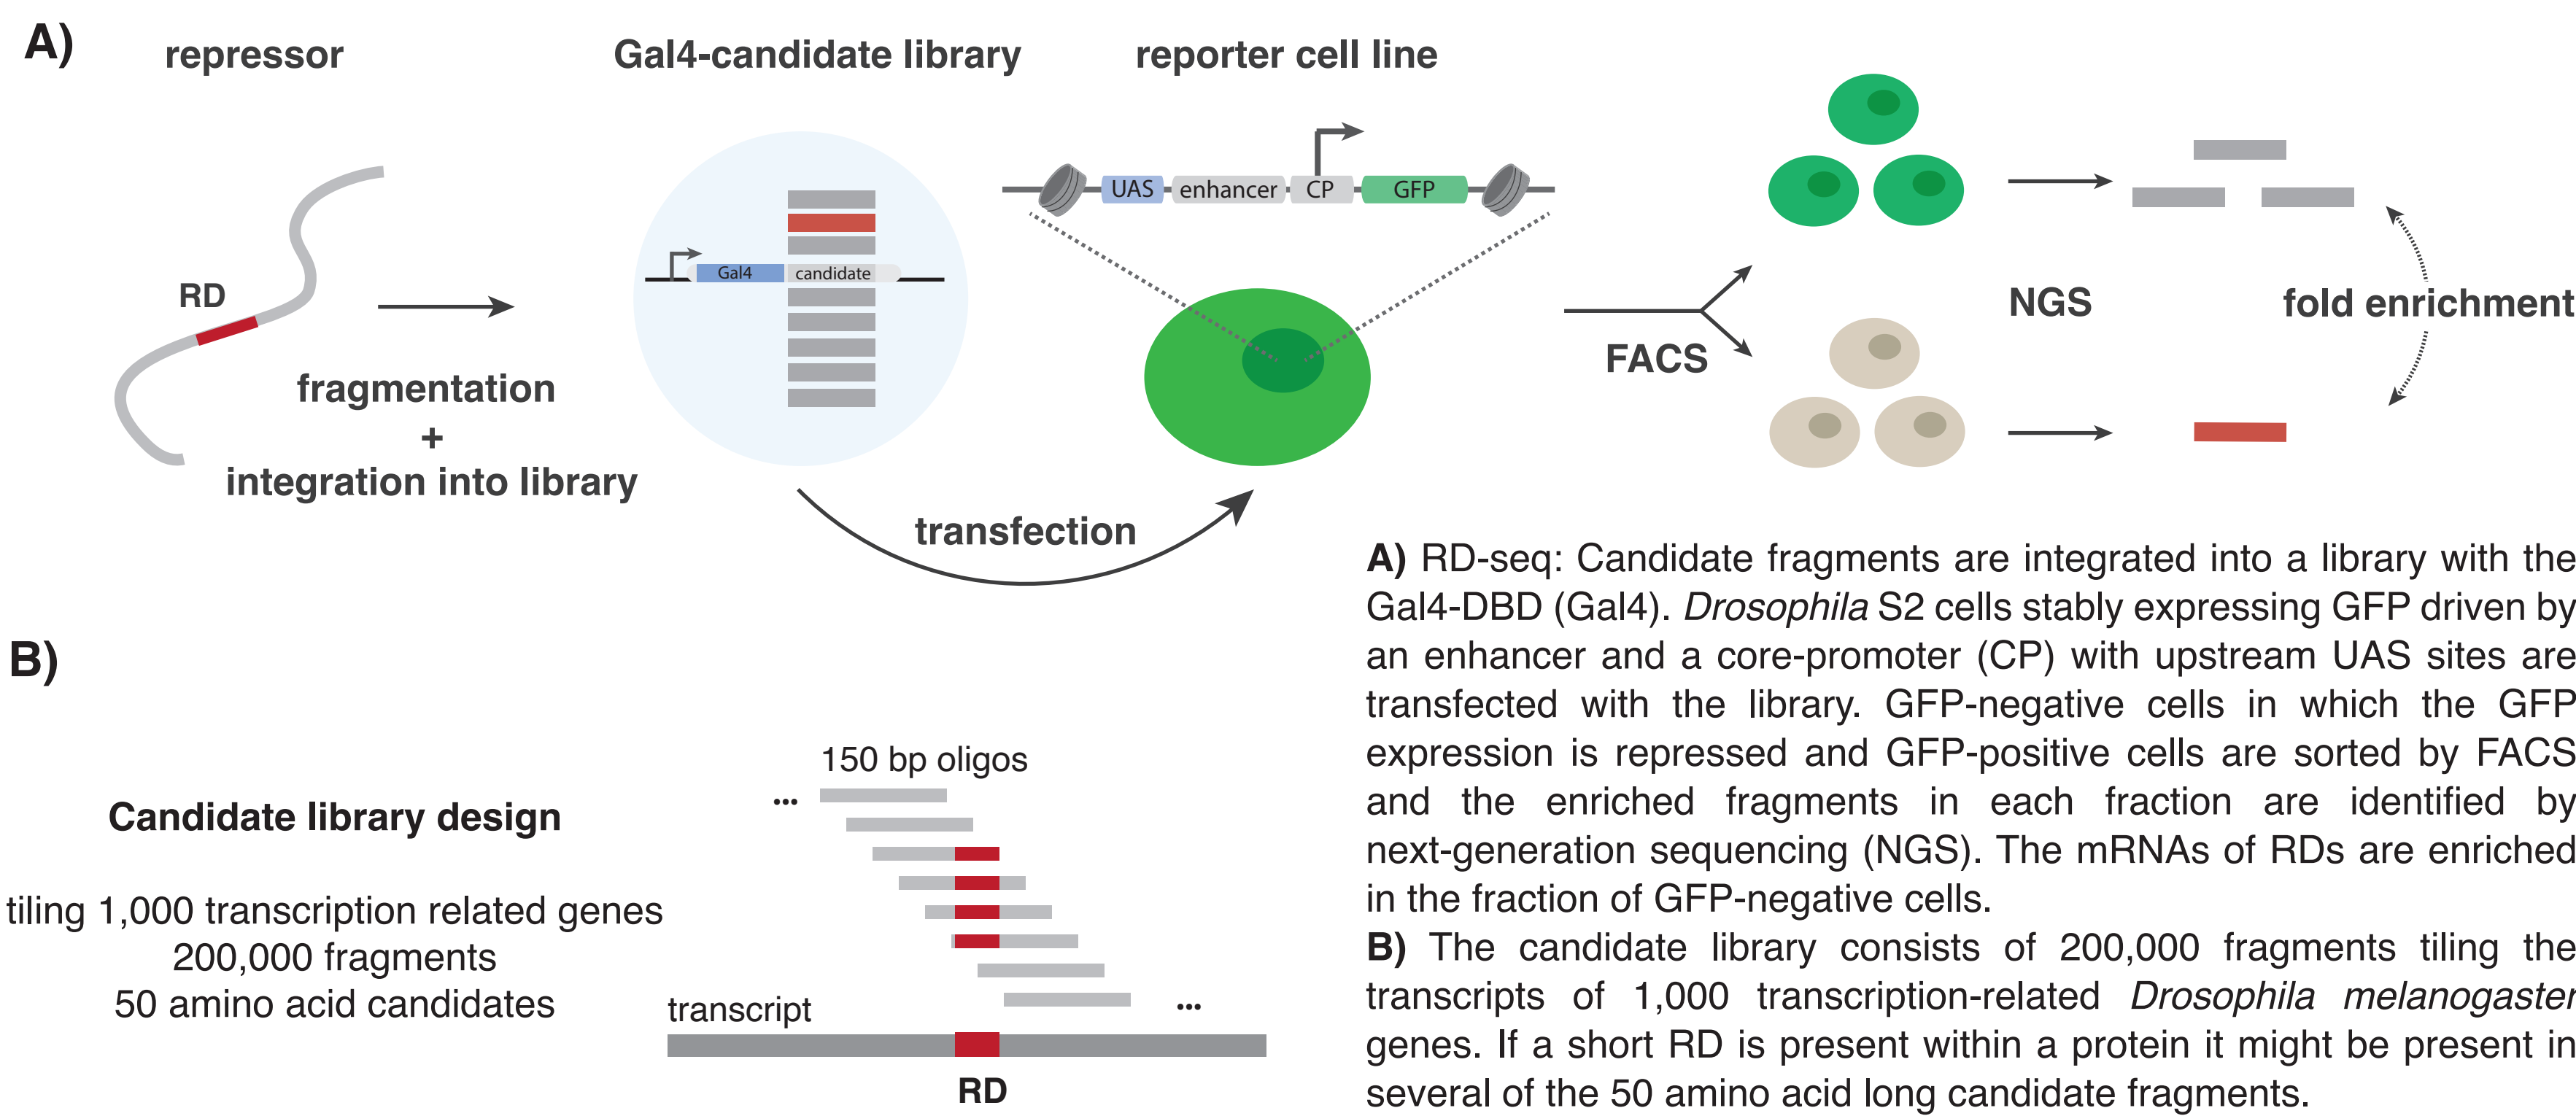 A)
repressor
Gal4-candidate library
reporter cell line
UAS
enhancer
CP
GFP
Gal4
candidate
RD
fragmentation
+
integration into library
transfection
FACS
NGS
fold enrichment
A) RD-seq: Candidate fragments are integrated into a library with the
Gal4-DBD (Gal4). Drosophila S2 cells stably expressing GFP driven by
an enhancer and a core-promoter (CP) with upstream UAS sites are
transfected with the library. GFP-negative cells in which the GFP
expression is repressed and GFP-positive cells are sorted by FACS
and the enriched fragments in each fraction are identified by
next-generation sequencing (NGS). The mRNAs of RDs are enriched
in the fraction of GFP-negative cells.
B) The candidate library consists of 200,000 fragments tiling the
transcripts of 1,000 transcription-related Drosophila melanogaster
genes. If a short RD is present within a protein it might be present in
several of the 50 amino acid long candidate fragments.
B)
Candidate library design
tiling 1,000 transcription related genes
200,000 fragments
50 amino acid candidates
150 bp oligos
...
...
transcript
RD